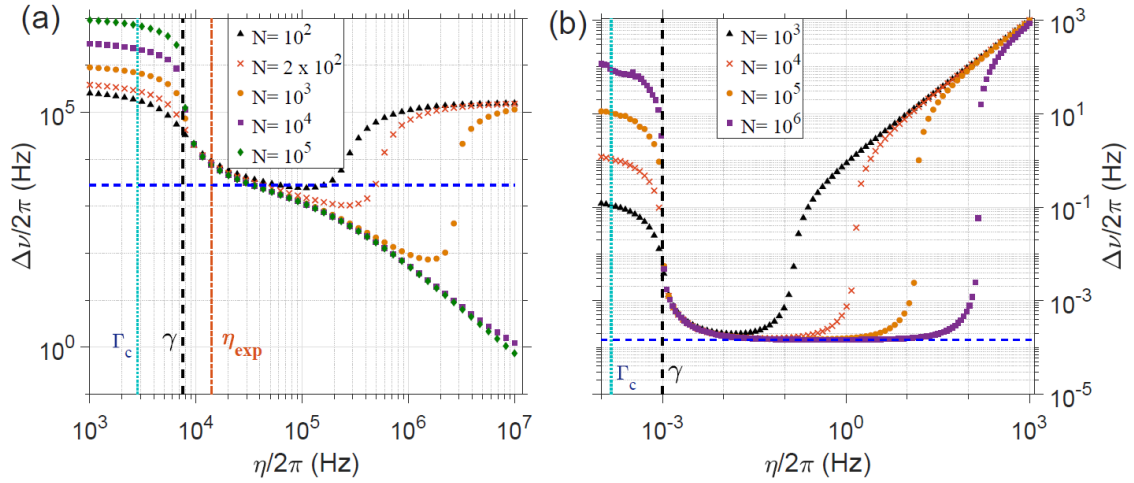 (a)
Δν/2π (Hz)
10^5
10^0
N= 10^2
N= 2 x 10^2
N= 10^3
N= 10^4
N= 10^5
Γ_c
γ
η_exp
10^3
10^4
10^5
10^6
10^7
η/2π (Hz)
(b)
N= 10^3
N= 10^4
N= 10^5
N= 10^6
Γ_c
γ
10^-3
10^0
10^3
η/2π (Hz)
10^3
10^1
10^-1
10^-3
10^-5
Δν/2π (Hz)